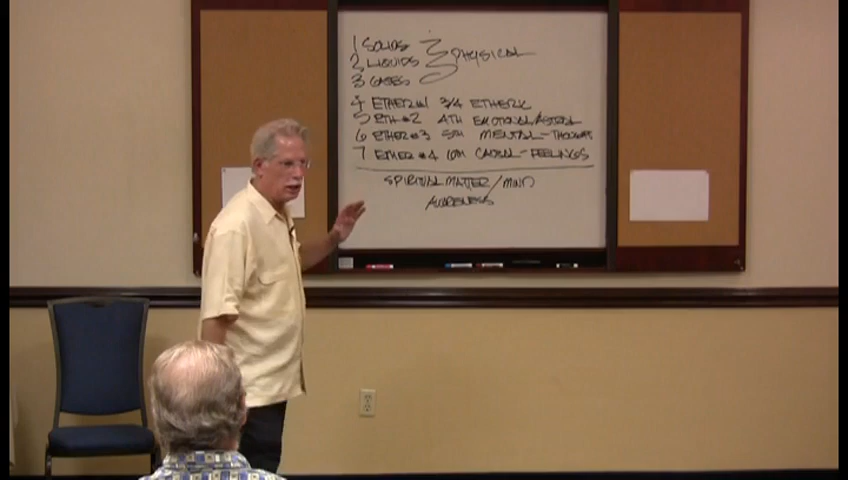 1 SOLIDS
2 LIQUIDS } PHYSICAL
3 GASES
4 ETHER #1 3/4 ETHERIC
5 ETH #2 4TH EMOTIONAL/ASTRAL
6 ETHER #3 5TH MENTAL - THOUGHTS
7 ETHER #4 6TH CAUSAL - FEELINGS
SPIRITUAL MATTER / MIND
AWARENESS